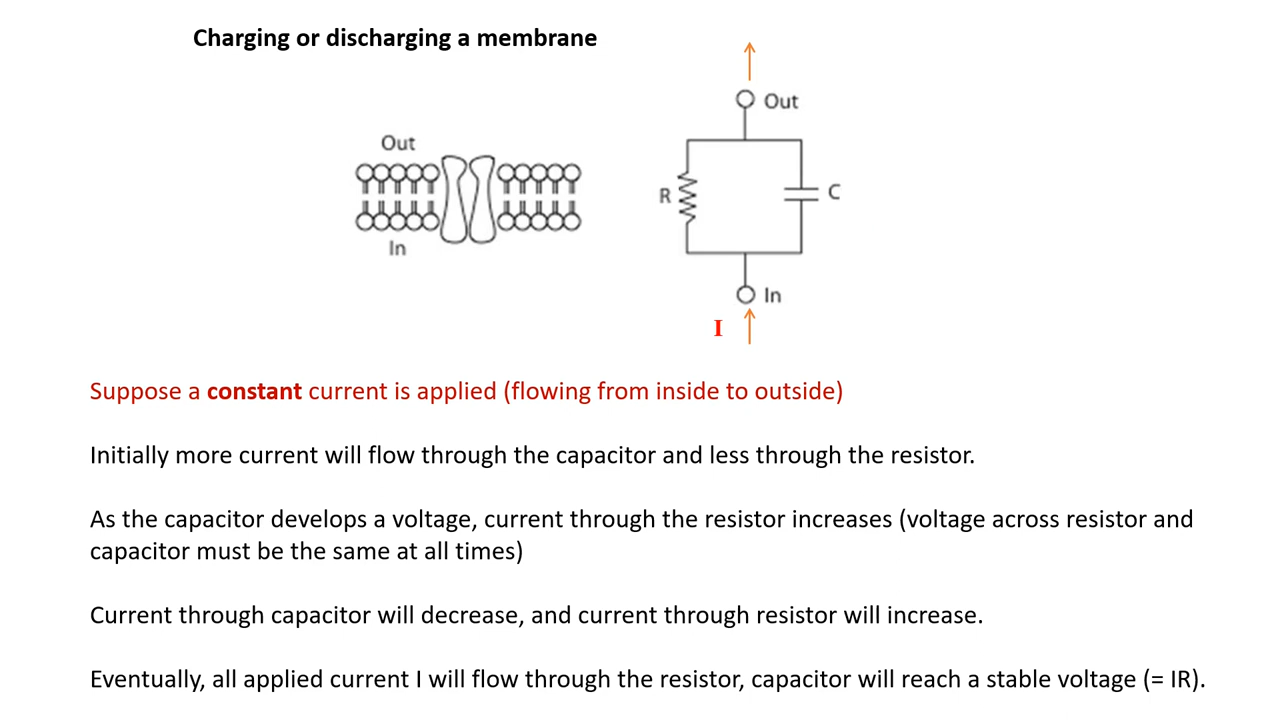 Charging or discharging a membrane
Out
Out
R
C
In
In
I
Suppose a constant current is applied (flowing from inside to outside)
Initially more current will flow through the capacitor and less through the resistor.
As the capacitor develops a voltage, current through the resistor increases (voltage across resistor and
capacitor must be the same at all times)
Current through capacitor will decrease, and current through resistor will increase.
Eventually, all applied current I will flow through the resistor, capacitor will reach a stable voltage (= IR).